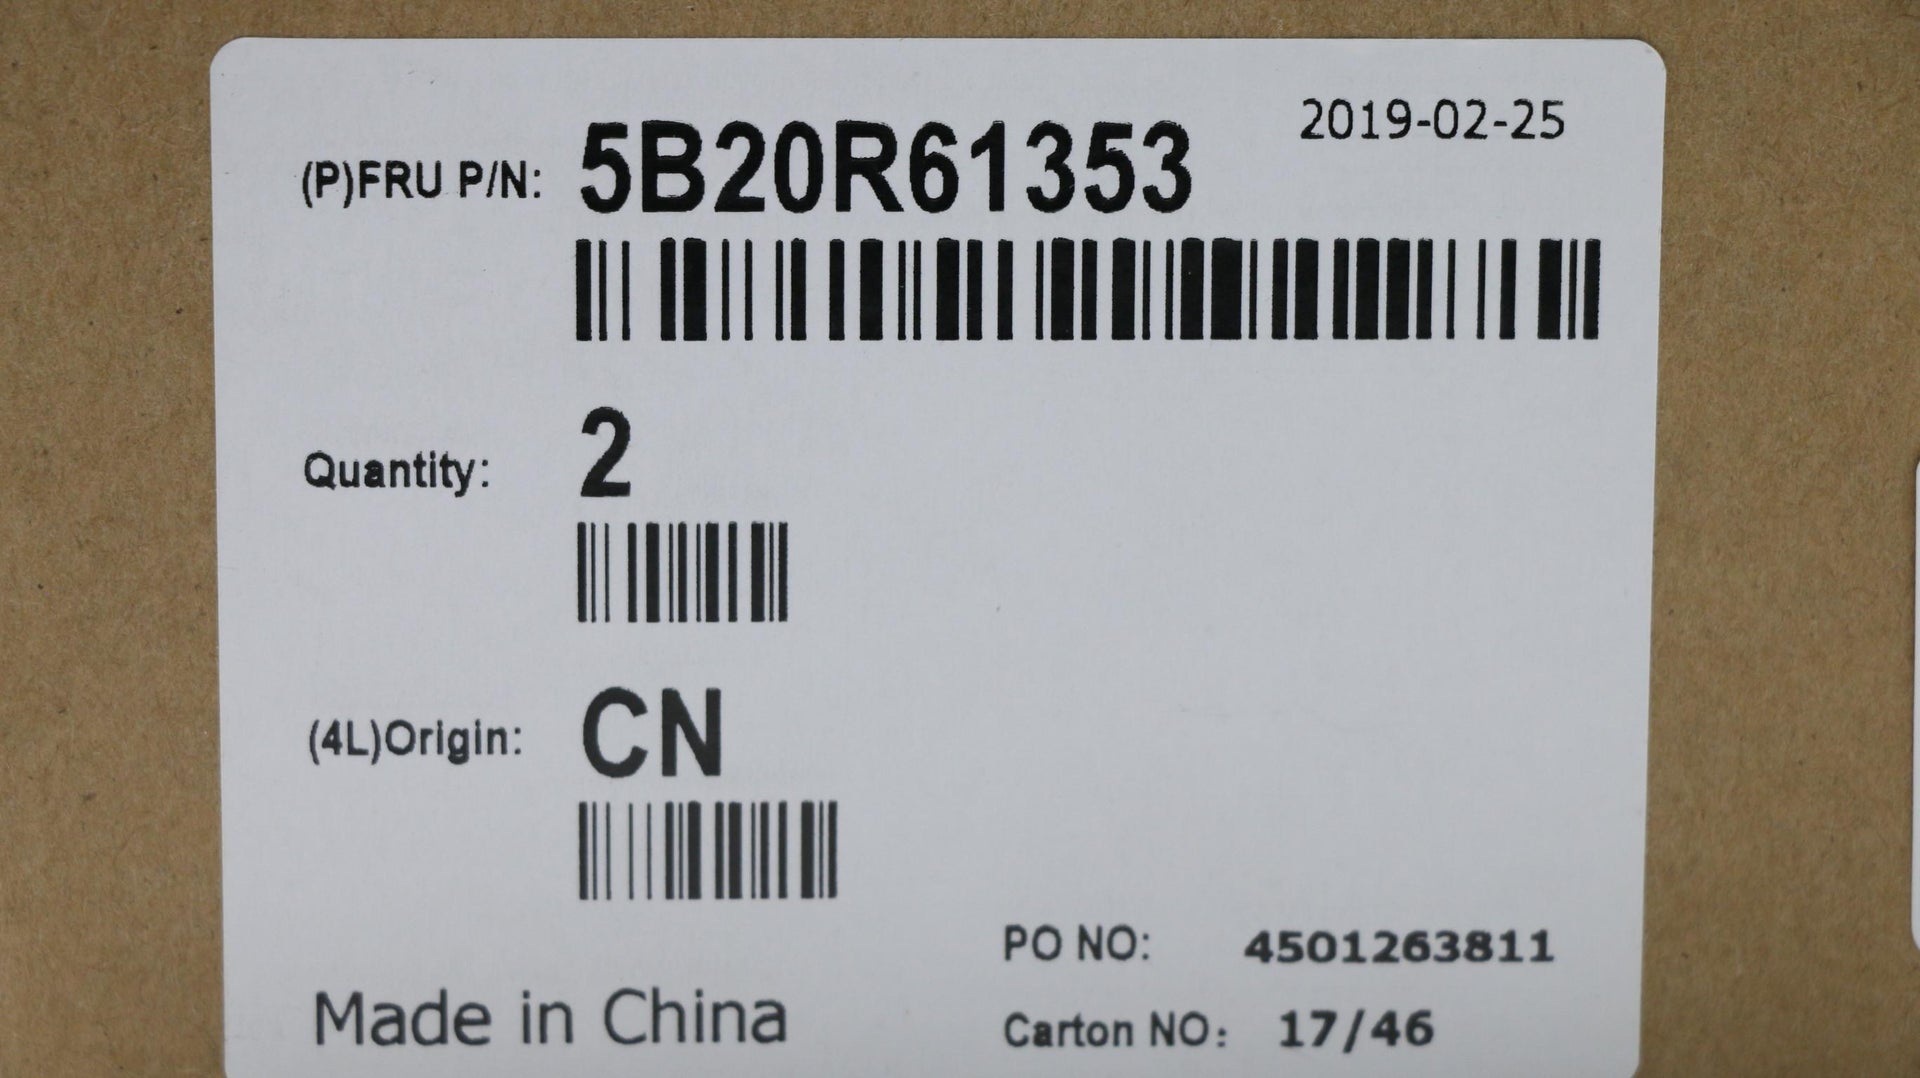 2019-02-25
(P)FRU P/N: 5B20R61353
Quantity: 2
(4L)Origin: CN
PO NO: 4501263811
Made in China
Carton NO: 17/46